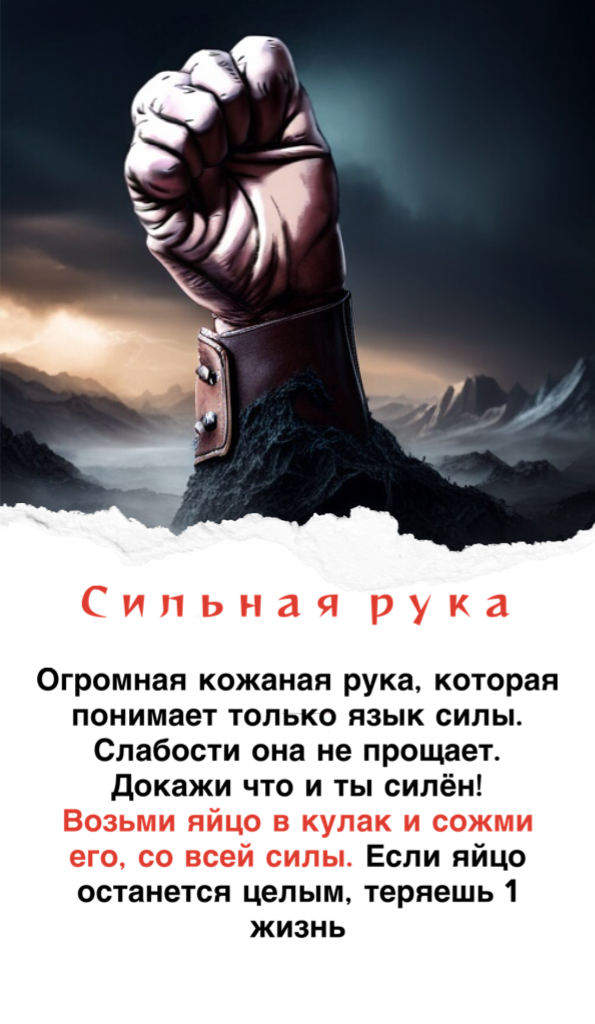 Сильная рука
Огромная кожаная рука, которая
понимает только язык силы.
Слабости она не прощает.
Докажи что и ты силён!
Возьми яйцо в кулак и сожми
его, со всей силы. Если яйцо
останется целым, теряешь 1
жизнь